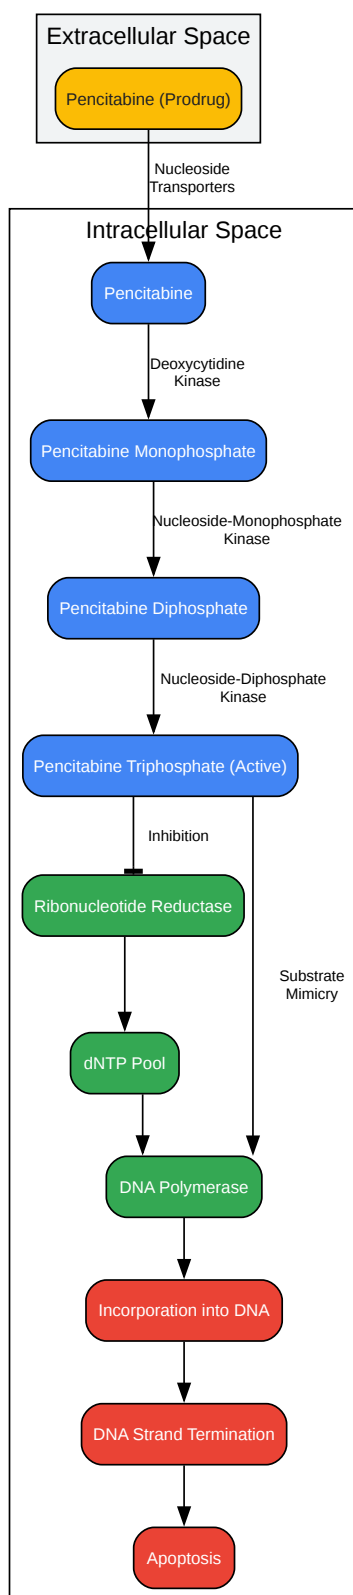 Extracellular Space
Pencitabine (Prodrug)
Nucleoside
Transporters
Intracellular Space
Pencitabine
Deoxycytidine
Kinase
Pencitabine Monophosphate
Nucleoside-Monophosphate
Kinase
Pencitabine Diphosphate
Nucleoside-Diphosphate
Kinase
Pencitabine Triphosphate (Active)
Inhibition
Ribonucleotide Reductase
Substrate
Mimicry
dNTP Pool
DNA Polymerase
Incorporation into DNA
DNA Strand Termination
Apoptosis